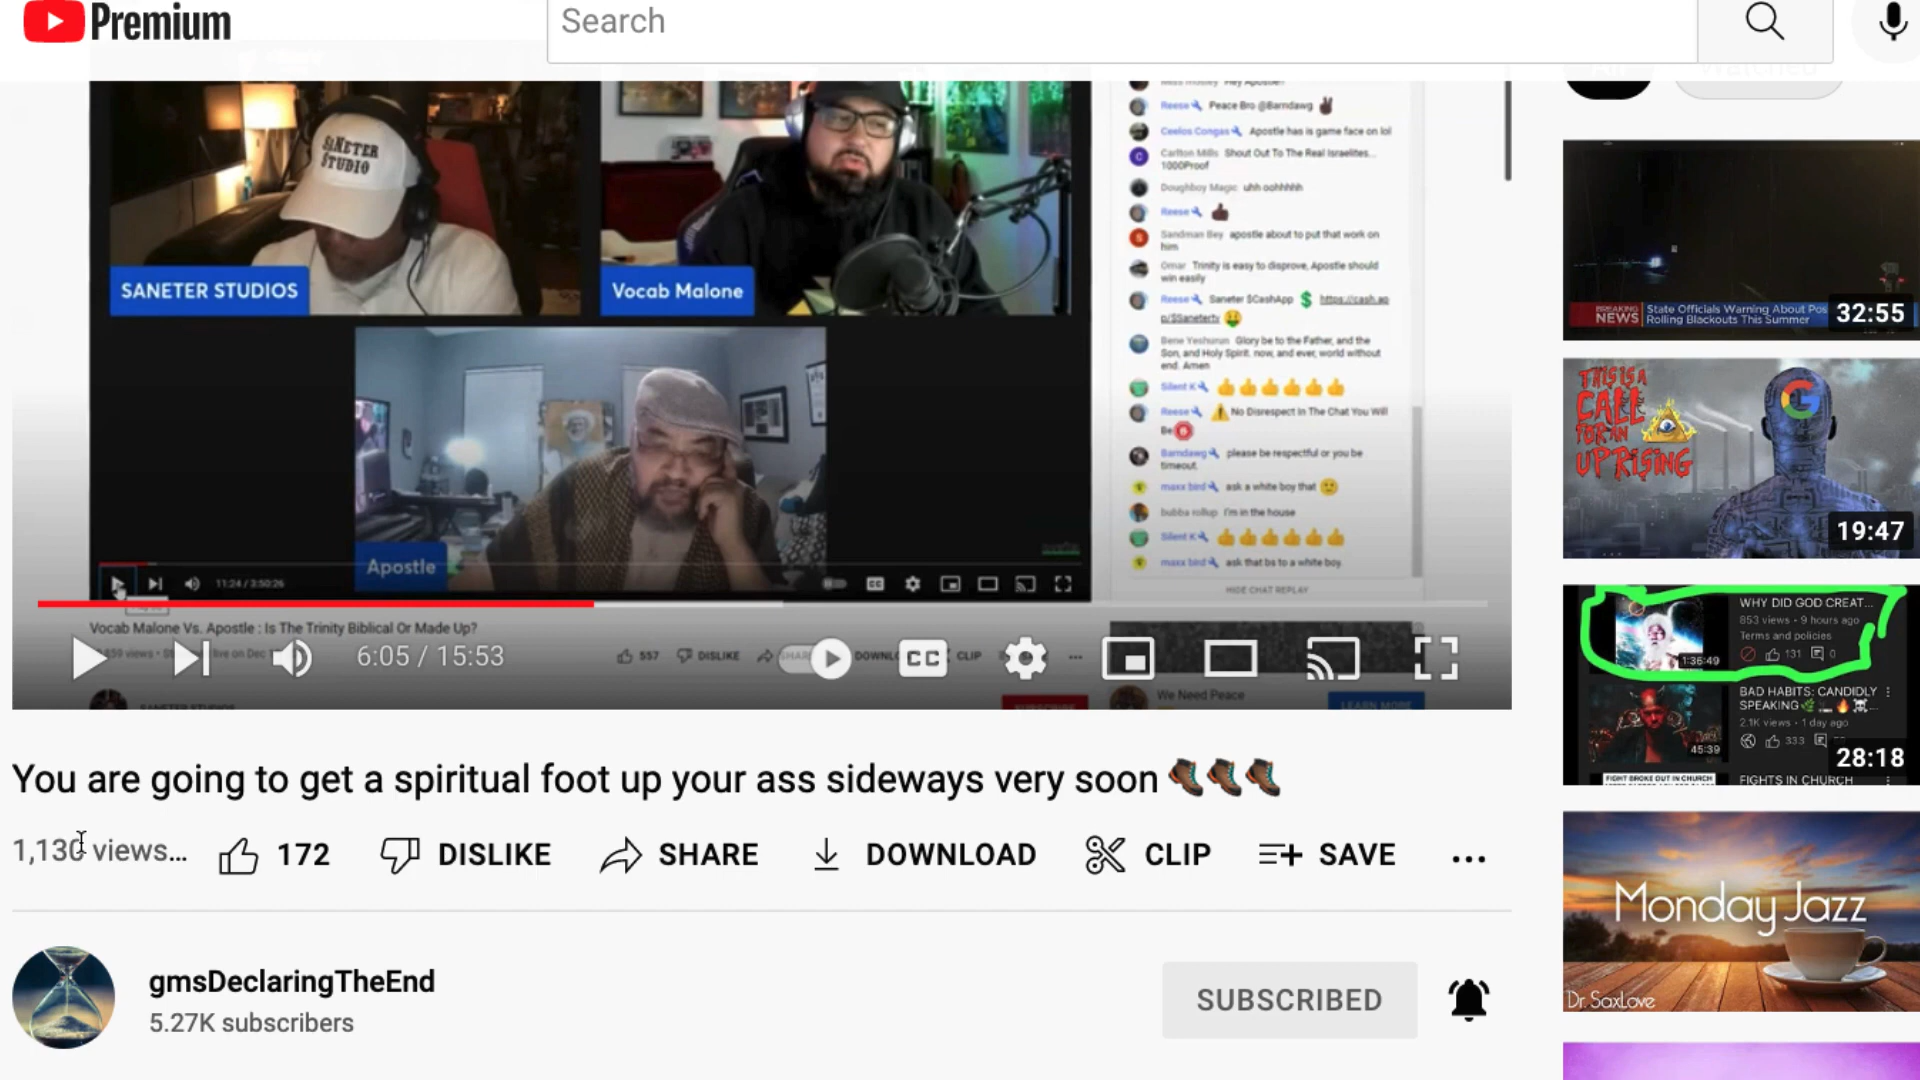 Premium
Search
Watched
SANETER
STUDIO
SANETER STUDIOS
Vocab Malone
Apostle
Hey Apostle!!
Reese Peace Bro @Barndawg
Ceelos Congas Apostle has is game face on lol
Carlton Mills Shout Out To The Real Israelites...
1000Proof
Doughboy Magic uhh oohhhhh
Reese
Sandman Bey apostle about to put that work on
him
Omar Trinity is easy to disprove, Apostle should
win easily
Reese Saneter $CashApp $ https://cash.ap
p/$Sanetertv
Bene Yeshurun Glory be to the Father, and the
Son, and Holy Spirit. now, and ever, world without
end. Amen
Silent K 👍👍👍👍👍👍
Reese ⚠ No Disrespect In The Chat You Will
Be
Barndawg please be respectful or you be
timeout.
maxx bird ask a white boy that
bubba rollup I'm in the house
Silent K 👍👍👍👍👍👍
maxx bird ask that bs to a white boy
HIDE CHAT REPLAY
11:24 / 3:50:26
CC
Vocab Malone Vs. Apostle : Is The Trinity Biblical Or Made Up?
557 DISLIKE SHARE CLIP
6:05 / 15:53
CC
SANETER STUDIOS
We Need Peace
LEARN MORE
You are going to get a spiritual foot up your ass sideways very soon 🥾🥾🥾
1,130 views...
172 DISLIKE SHARE DOWNLOAD CLIP SAVE ...
gmsDeclaringTheEnd
5.27K subscribers
SUBSCRIBED
BREAKING
NEWS
State Officials Warning About Pos
Rolling Blackouts This Summer
32:55
THIS IS A
CALL
FOR AN
UPRISING
G
19:47
WHY DID GOD CREAT...
853 views • 9 hours ago
Terms and policies
131 0
1:36:49
BAD HABITS: CANDIDLY
SPEAKING
2.1K views • 1 day ago
333
45:39
28:18
FIGHT BROKE OUT IN CHURCH
FIGHTS IN CHURCH
Monday Jazz
Dr. SaxLove